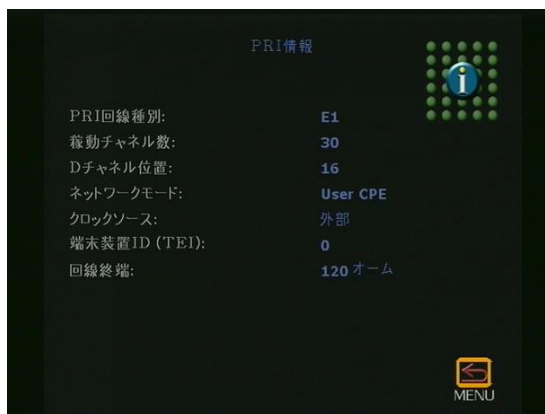 PRI情報
PRI回線種別: E1
稼動チャネル数: 30
Dチャネル位置: 16
ネットワークモード: User CPE
クロックソース: 外部
端末装置ID (TEI): 0
回線終端: 120 オーム
MENU